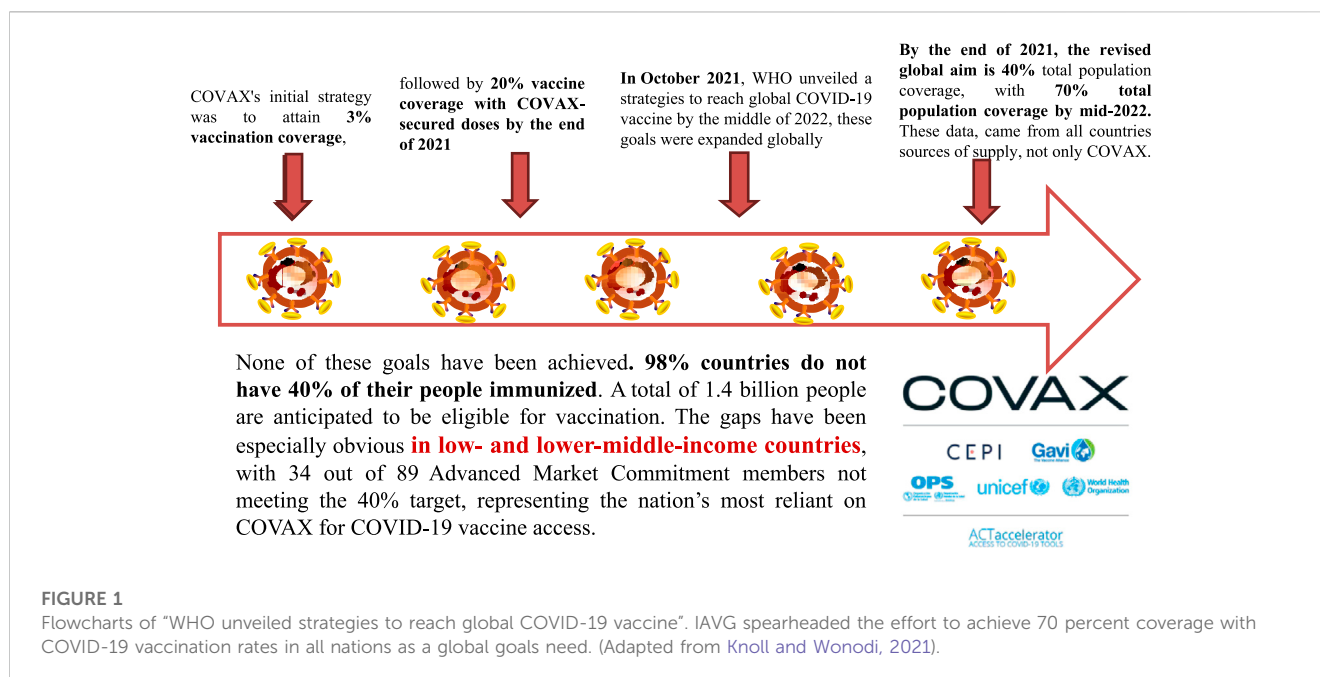 COVAX's initial strategy
was to attain 3%
vaccination coverage,
followed by 20% vaccine
coverage with COVAX-
secured doses by the end
of 2021
In October 2021, WHO unveiled a
strategies to reach global COVID-19
vaccine by the middle of 2022, these
goals were expanded globally
By the end of 2021, the revised
global aim is 40% total population
coverage, with 70% total
population coverage by mid-2022.
These data, came from all countries
sources of supply, not only COVAX.
None of these goals have been achieved. 98% countries do not
have 40% of their people immunized. A total of 1.4 billion people
are anticipated to be eligible for vaccination. The gaps have been
especially obvious in low- and lower-middle-income countries,
with 34 out of 89 Advanced Market Commitment members not
meeting the 40% target, representing the nation's most reliant on
COVAX for COVID-19 vaccine access.
COVAX
CEPI
Gavi
OPS
unicef
World Health
Organization
ACTaccelerator
ACCESS TO COVID-19 TOOLS
FIGURE 1
Flowcharts of "WHO unveiled strategies to reach global COVID-19 vaccine". IAVG spearheaded the effort to achieve 70 percent coverage with
COVID-19 vaccination rates in all nations as a global goals need. (Adapted from Knoll and Wonodi, 2021).